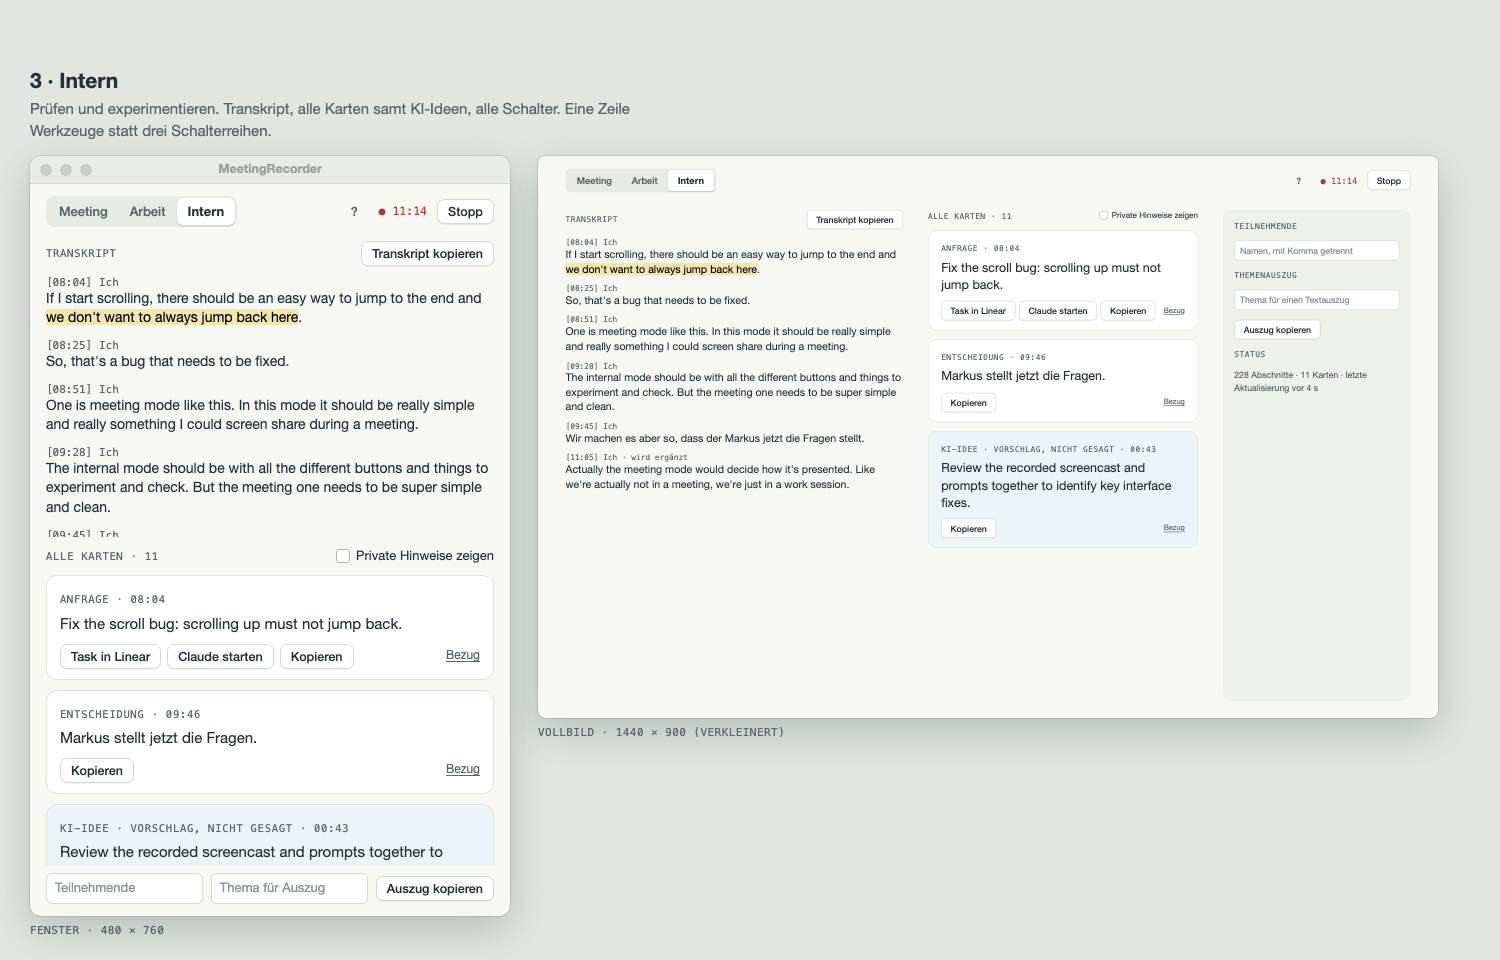 3 · Intern
Prüfen und experimentieren. Transkript, alle Karten samt KI-Ideen, alle Schalter. Eine Zeile
Werkzeuge statt drei Schalterreihen.
MeetingRecorder
Meeting Arbeit Intern ? ● 11:14 Stopp
TRANSKRIPT Transkript kopieren
[08:04] Ich
If I start scrolling, there should be an easy way to jump to the end and
we don't want to always jump back here.
[08:25] Ich
So, that's a bug that needs to be fixed.
[08:51] Ich
One is meeting mode like this. In this mode it should be really simple
and really something I could screen share during a meeting.
[09:28] Ich
The internal mode should be with all the different buttons and things to
experiment and check. But the meeting one needs to be super simple
and clean.
[09:45] Ich
ALLE KARTEN · 11 Private Hinweise zeigen
ANFRAGE · 08:04
Fix the scroll bug: scrolling up must not jump back.
Task in Linear Claude starten Kopieren Bezug
ENTSCHEIDUNG · 09:46
Markus stellt jetzt die Fragen.
Kopieren Bezug
KI-IDEE · VORSCHLAG, NICHT GESAGT · 00:43
Review the recorded screencast and prompts together to
Teilnehmende Thema für Auszug Auszug kopieren
FENSTER · 480 × 760
Meeting Arbeit Intern ? ● 11:14 Stopp
TRANSKRIPT Transkript kopieren
[08:04] Ich
If I start scrolling, there should be an easy way to jump to the end and
we don't want to always jump back here.
[08:25] Ich
So, that's a bug that needs to be fixed.
[08:51] Ich
One is meeting mode like this. In this mode it should be really simple
and really something I could screen share during a meeting.
[09:28] Ich
The internal mode should be with all the different buttons and things to
experiment and check. But the meeting one needs to be super simple
and clean.
[09:45] Ich
Wir machen es aber so, dass der Markus jetzt die Fragen stellt.
[11:05] Ich · wird ergänzt
Actually the meeting mode would decide how it's presented. Like
we're actually not in a meeting, we're just in a work session.
ALLE KARTEN · 11 Private Hinweise zeigen
ANFRAGE · 08:04
Fix the scroll bug: scrolling up must not
jump back.
Task in Linear Claude starten Kopieren Bezug
ENTSCHEIDUNG · 09:46
Markus stellt jetzt die Fragen.
Kopieren Bezug
KI-IDEE · VORSCHLAG, NICHT GESAGT · 00:43
Review the recorded screencast and
prompts together to identify key interface
fixes.
Kopieren Bezug
TEILNEHMENDE
Namen, mit Komma getrennt
THEMENAUSZUG
Thema für einen Textauszug
Auszug kopieren
STATUS
228 Abschnitte · 11 Karten · letzte
Aktualisierung vor 4 s
VOLLBILD · 1440 × 900 (VERKLEINERT)